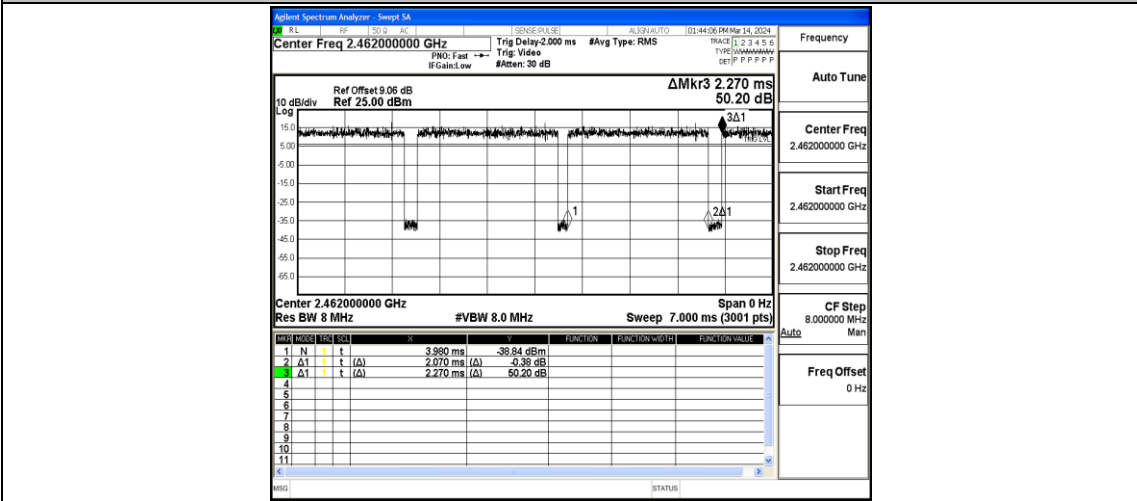 Agilent Spectrum Analyzer - Swept SA
RL RF 50 Ω AC SENSE:PULSE ALIGN AUTO 01:44:06 PM Mar 14, 2024
Center Freq 2.462000000 GHz
PNO: Fast
IFGain:Low
Trig Delay-2.000 ms
Trig: Video
#Atten: 30 dB
#Avg Type: RMS
TRACE 1 2 3 4 5 6
TYPE
DET P P P P P P
ΔMkr3 2.270 ms
50.20 dB
Ref Offset 9.06 dB
10 dB/div Ref 25.00 dBm
Log
15.0
5.00
-5.00
-15.0
-25.0
-35.0
-45.0
-55.0
-65.0
3Δ1
TRIG LVL
1
2Δ1
Center 2.462000000 GHz Span 0 Hz
Res BW 8 MHz #VBW 8.0 MHz Sweep 7.000 ms (3001 pts)
MKR MODE TRC SCL X Y FUNCTION FUNCTION WIDTH FUNCTION VALUE
1 N 1 t 3.980 ms -38.84 dBm
2 Δ1 1 t (Δ) 2.070 ms (Δ) -0.38 dB
3 Δ1 1 t (Δ) 2.270 ms (Δ) 50.20 dB
4
5
6
7
8
9
10
11
MSG STATUS
Frequency
Auto Tune
Center Freq
2.462000000 GHz
Start Freq
2.462000000 GHz
Stop Freq
2.462000000 GHz
CF Step
8.000000 MHz
Auto Man
Freq Offset
0 Hz